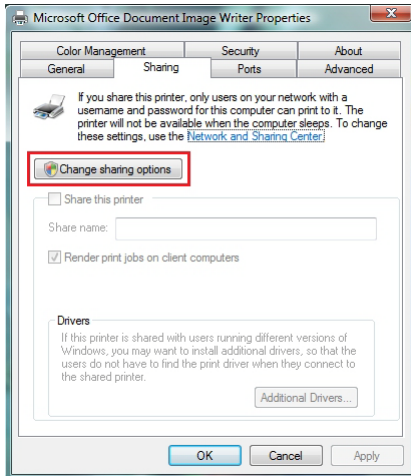 Microsoft Office Document Image Writer Properties
Color Management Security About
General Sharing Ports Advanced
If you share this printer, only users on your network with a
username and password for this computer can print to it. The
printer will not be available when the computer sleeps. To change
these settings, use the Network and Sharing Center.
Change sharing options
Share this printer
Share name:
Render print jobs on client computers
Drivers
If this printer is shared with users running different versions of
Windows, you may want to install additional drivers, so that the
users do not have to find the print driver when they connect to
the shared printer.
Additional Drivers...
OK Cancel Apply